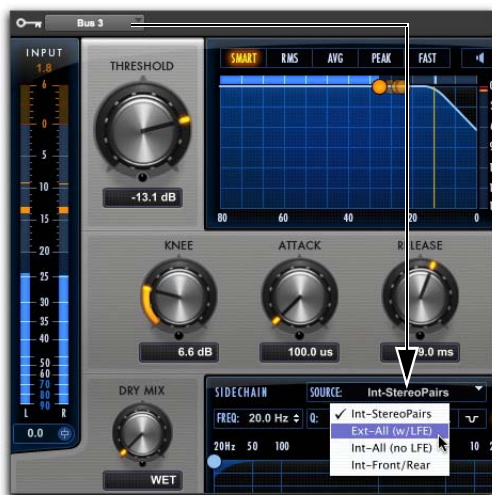 Bus 3
INPUT
1.8
6
0
5
10
15
20
25
30
35
40
50
60
70
80
90
L R
0.0
THRESHOLD
-13.1 dB
SMART RMS AVG PEAK FAST
80 60 40 20 0
KNEE ATTACK RELEASE
6.6 dB 100.0 us 9.0 ms
DRY MIX
WET
SIDECHAIN SOURCE: Int-StereoPairs
FREQ: 20.0 Hz Q:
20Hz 50 100
✓ Int-StereoPairs
Ext-All (w/LFE)
Int-All (no LFE)
Int-Front/Rear